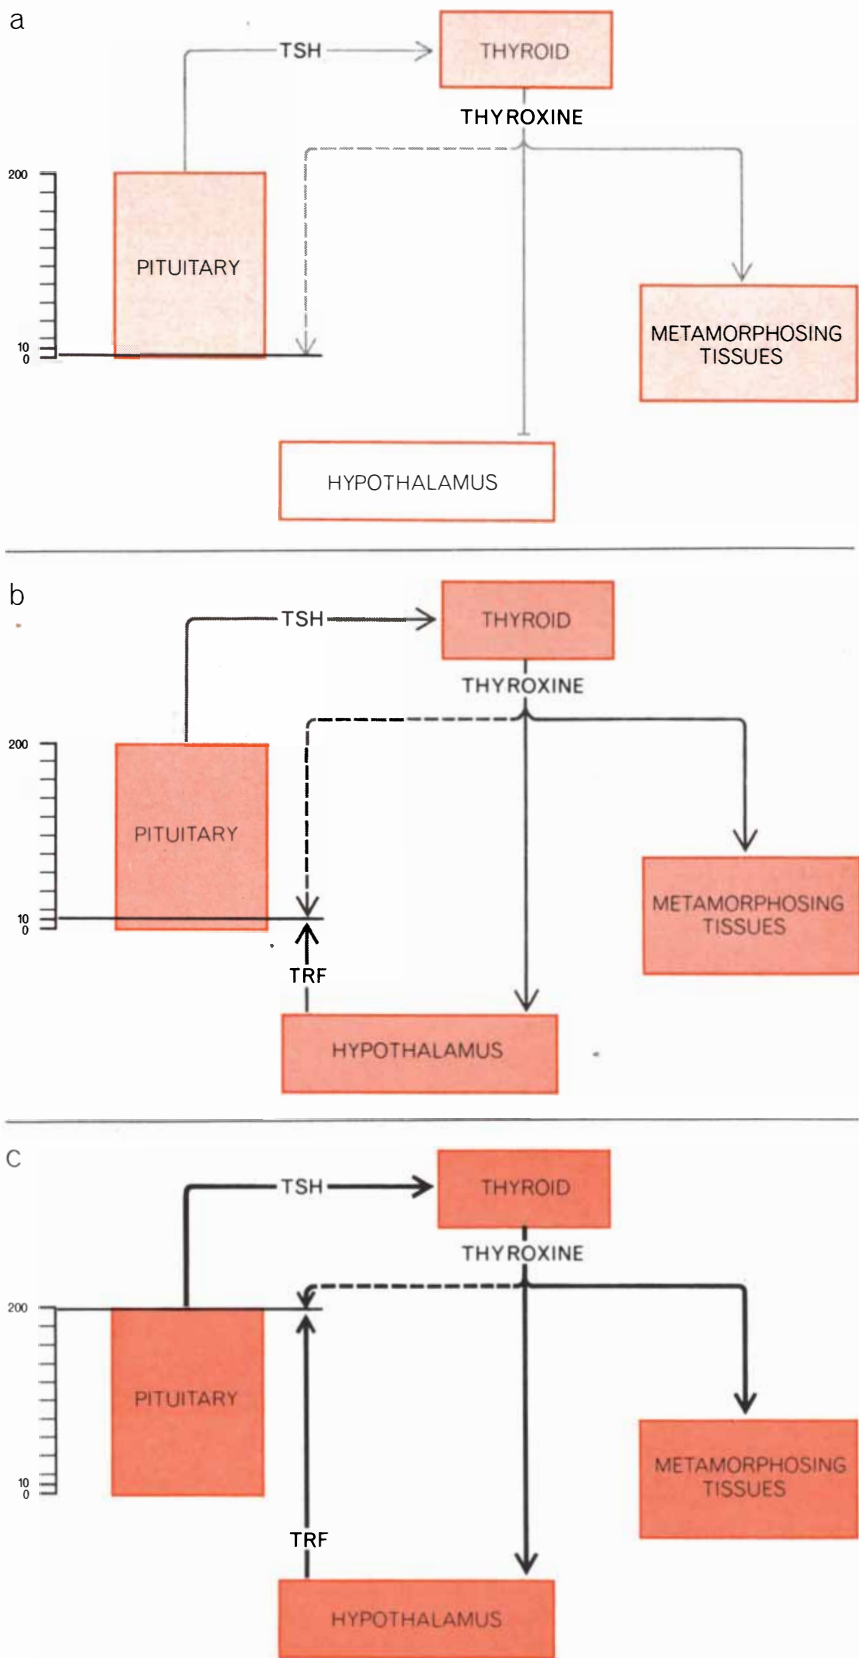 a
TSH
THYROID
THYROXINE
200
PITUITARY
10
0
METAMORPHOSING
TISSUES
HYPOTHALAMUS
b
TSH
THYROID
THYROXINE
200
PITUITARY
10
0
METAMORPHOSING
TISSUES
TRF
HYPOTHALAMUS
C
TSH
THYROID
THYROXINE
200
PITUITARY
10
0
METAMORPHOSING
TISSUES
TRF
HYPOTHALAMUS